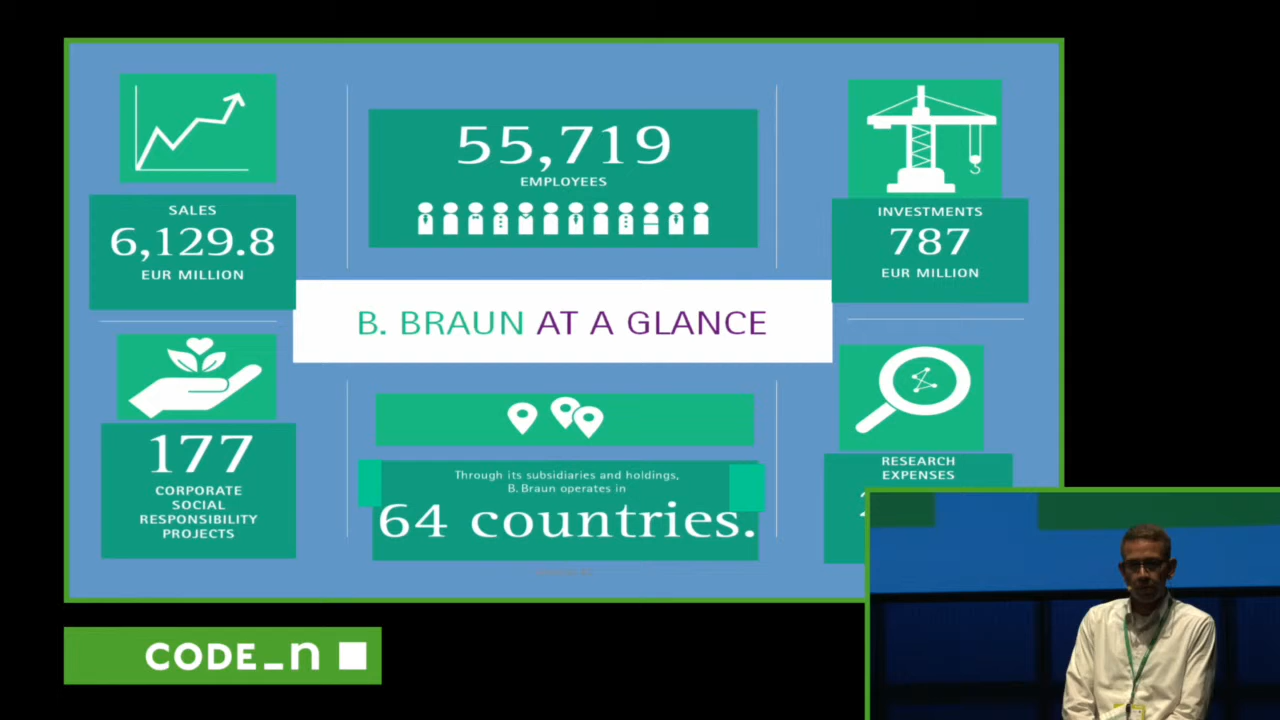 SALES
6,129.8
EUR MILLION
55,719
EMPLOYEES
INVESTMENTS
787
EUR MILLION
B. BRAUN AT A GLANCE
177
CORPORATE
SOCIAL
RESPONSIBILITY
PROJECTS
Through its subsidiaries and holdings,
B. Braun operates in
64 countries.
RESEARCH
EXPENSES
CODE_n